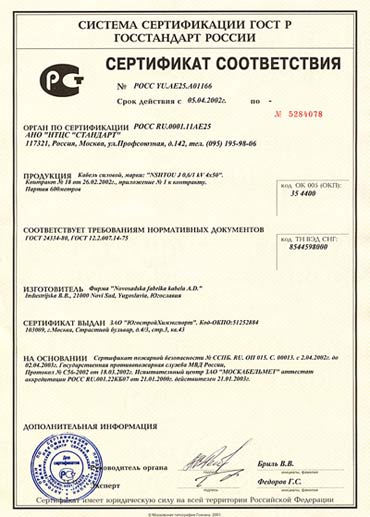 СИСТЕМА СЕРТИФИКАЦИИ ГОСТ Р
ГОССТАНДАРТ РОССИИ
СЕРТИФИКАТ СООТВЕТСТВИЯ
№ РОСС YU.AE25.A01166
Срок действия с 05.04.2002г. по -
№ 5284078
ОРГАН ПО СЕРТИФИКАЦИИ РОСС RU.0001.11AE25
АНО "НТЦС "СТАНДАРТ"
117321, Россия, Москва, ул.Профсоюзная, д.142, тел. (095) 195-98-06
ПРОДУКЦИЯ Кабель силовой, марки: "NSHTOU J 0,6/1 kV 4x50".
Контракт № 18 от 26.02.2002г., приложение № 1 к контракту.
Партия 600метров
код ОК 005 (ОКП):
35 4400
СООТВЕТСТВУЕТ ТРЕБОВАНИЯМ НОРМАТИВНЫХ ДОКУМЕНТОВ
ГОСТ 24334-80, ГОСТ 12.2.007.14-75
код ТН ВЭД СНГ:
8544598000
ИЗГОТОВИТЕЛЬ Фирма "Novosadska fabrika kabela A.D."
Industrijska B.B., 21000 Novi Sad, Yugoslavia, Югославия
СЕРТИФИКАТ ВЫДАН ЗАО "ЮгостройХимэкспорт". Код-ОКПО:51252884
103009, г.Москва, Страстной бульвар, д.4/3, стр.3, кв.43
НА ОСНОВАНИИ Сертификат пожарной безопасности № ССПБ. RU. ОП 015. С. 00013. с 2.04.2002г. до
02.04.2003г. Государственная противопожарная служба МВД России,
Протокол № С56-2002 от 18.03.2002г. Испытательный центр ЗАО "МОСКАБЕЛЬМЕТ" аттестат
аккредитации РОСС RU.001.22КБ07 от 21.01.2000г. действителен до 21.01.2003г.
ДОПОЛНИТЕЛЬНАЯ ИНФОРМАЦИЯ
Для
сертификатов
Руководитель органа Бриль В.В.
Эксперт Федоров Г.С.
Сертификат имеет юридическую силу на всей территории Российской Федерации